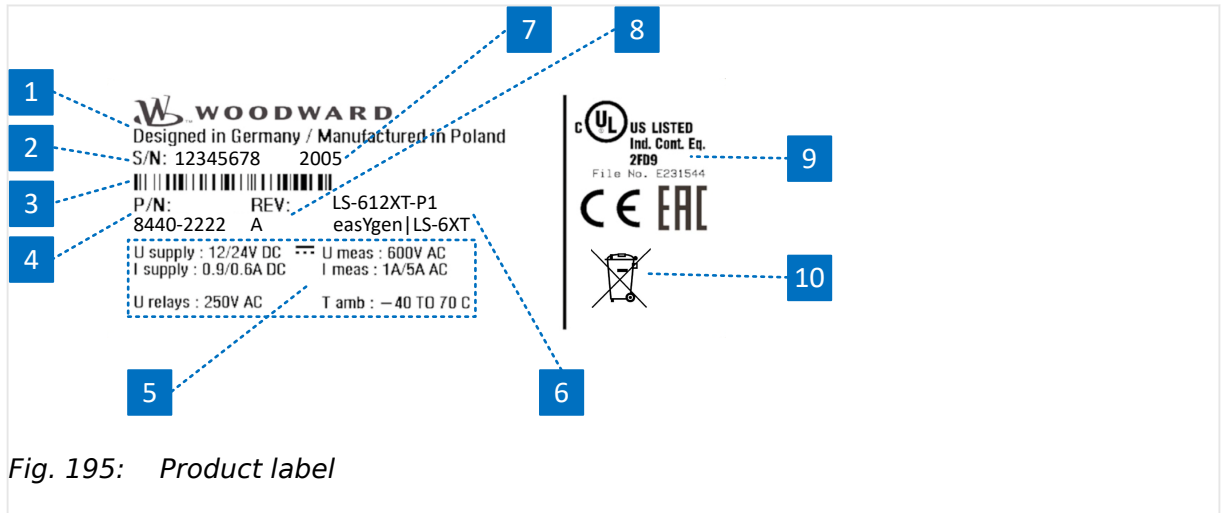 7
8
1
WOODWARD
Designed in Germany / Manufactured in Poland
2
S/N: 12345678 2005
3
P/N: REV: LS-612XT-P1
8440-2222 A easYgen|LS-6XT
4
U supply : 12/24V DC U meas : 600V AC
I supply : 0.9/0.6A DC I meas : 1A/5A AC
U relays : 250V AC T amb : −40 TO 70 C
5
6
C UL US LISTED
Ind. Cont. Eq.
2FD9
File No. E231544
9
CE EAC
10
Fig. 195: Product label